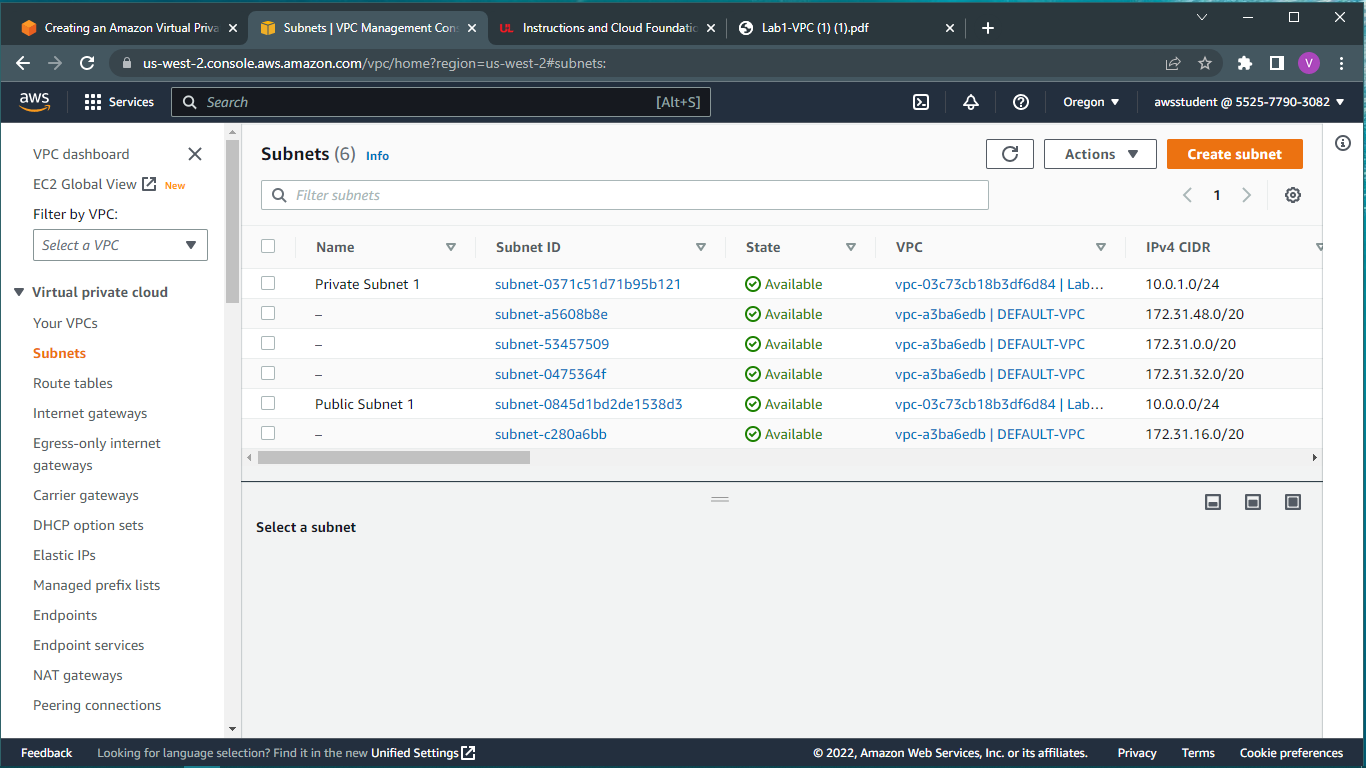 Creating an Amazon Virtual Priva
Subnets | VPC Management Cons
UL Instructions and Cloud Foundatio
Lab1-VPC (1) (1).pdf
us-west-2.console.aws.amazon.com/vpc/home?region=us-west-2#subnets:
V
aws
Services
Search
[Alt+S]
Oregon
awsstudent @ 5525-7790-3082
VPC dashboard
EC2 Global View New
Filter by VPC:
Select a VPC
Virtual private cloud
Your VPCs
Subnets
Route tables
Internet gateways
Egress-only internet
gateways
Carrier gateways
DHCP option sets
Elastic IPs
Managed prefix lists
Endpoints
Endpoint services
NAT gateways
Peering connections
Subnets (6) Info
Actions
Create subnet
Filter subnets
1
Name Subnet ID State VPC IPv4 CIDR
Private Subnet 1 subnet-0371c51d71b95b121 Available vpc-03c73cb18b3df6d84 | Lab… 10.0.1.0/24
– subnet-a5608b8e Available vpc-a3ba6edb | DEFAULT-VPC 172.31.48.0/20
– subnet-53457509 Available vpc-a3ba6edb | DEFAULT-VPC 172.31.0.0/20
– subnet-0475364f Available vpc-a3ba6edb | DEFAULT-VPC 172.31.32.0/20
Public Subnet 1 subnet-0845d1bd2de1538d3 Available vpc-03c73cb18b3df6d84 | Lab… 10.0.0.0/24
– subnet-c280a6bb Available vpc-a3ba6edb | DEFAULT-VPC 172.31.16.0/20
Select a subnet
Feedback
Looking for language selection? Find it in the new Unified Settings
© 2022, Amazon Web Services, Inc. or its affiliates.
Privacy
Terms
Cookie preferences